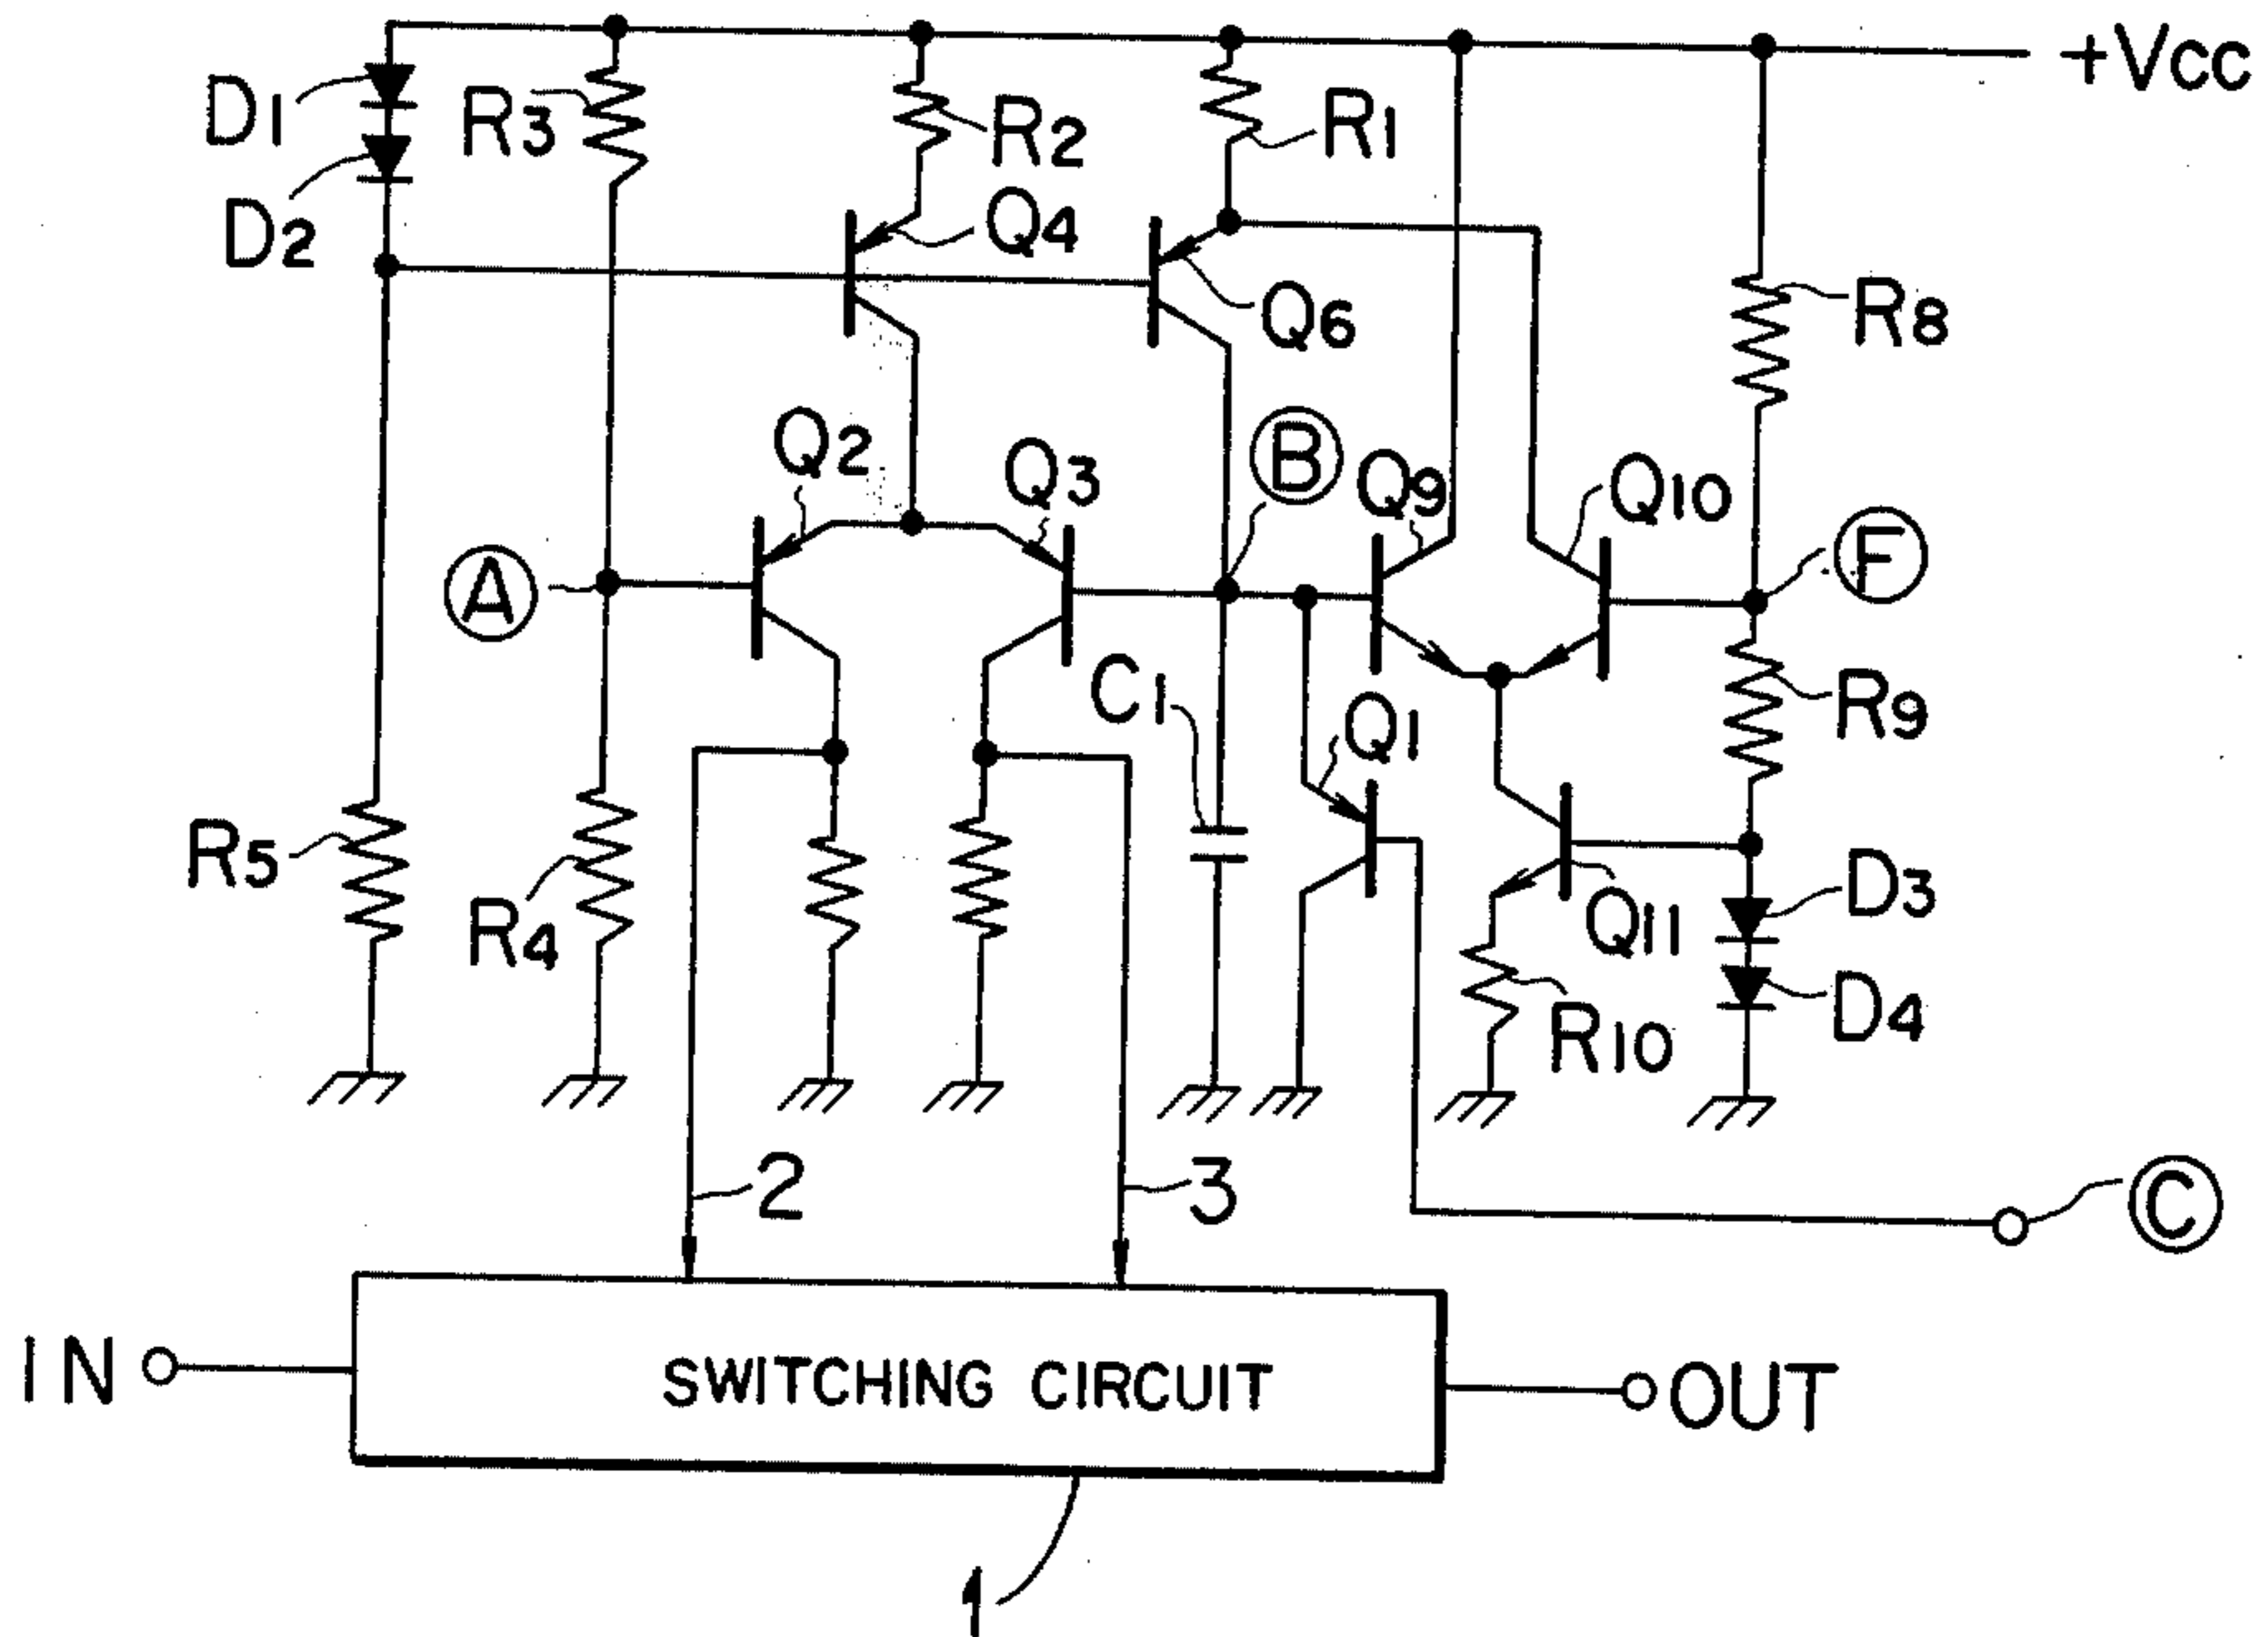 +Vcc
D1
R3
R2
R1
D2
Q4
Q6
R8
Q2
Q3
B
Q9
Q10
A
F
C1
Q1
R9
R5
R4
Q11
D3
R10
D4
2
3
C
IN
SWITCHING CIRCUIT
OUT
1